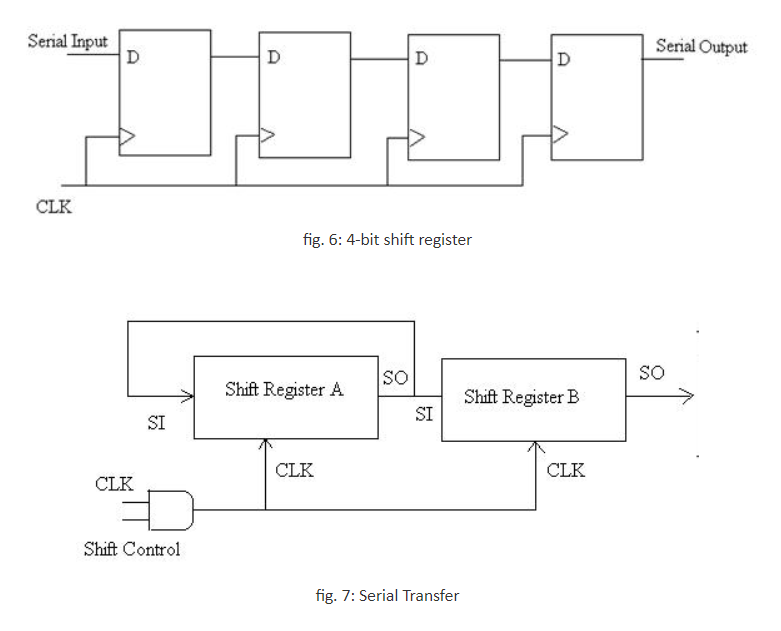 Serial Input
D
D
D
D
Serial Output
CLK
fig. 6: 4-bit shift register
Shift Register A
SO
SI
Shift Register B
SO
SI
CLK
CLK
CLK
Shift Control
fig. 7: Serial Transfer